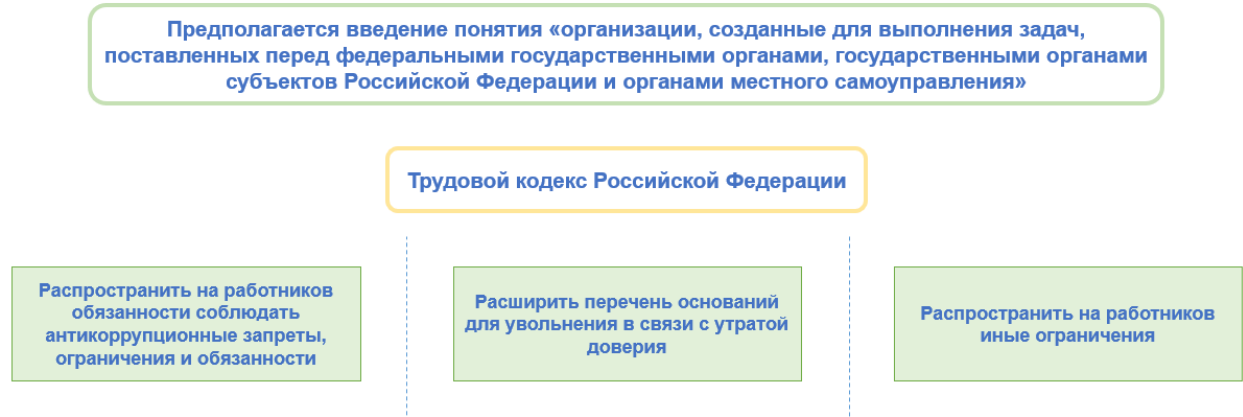 Предполагается введение понятия «организации, созданные для выполнения задач,
поставленных перед федеральными государственными органами, государственными органами
субъектов Российской Федерации и органами местного самоуправления»
Трудовой кодекс Российской Федерации
Распространить на работников
обязанности соблюдать
антикоррупционные запреты,
ограничения и обязанности
Расширить перечень оснований
для увольнения в связи с утратой
доверия
Распространить на работников
иные ограничения